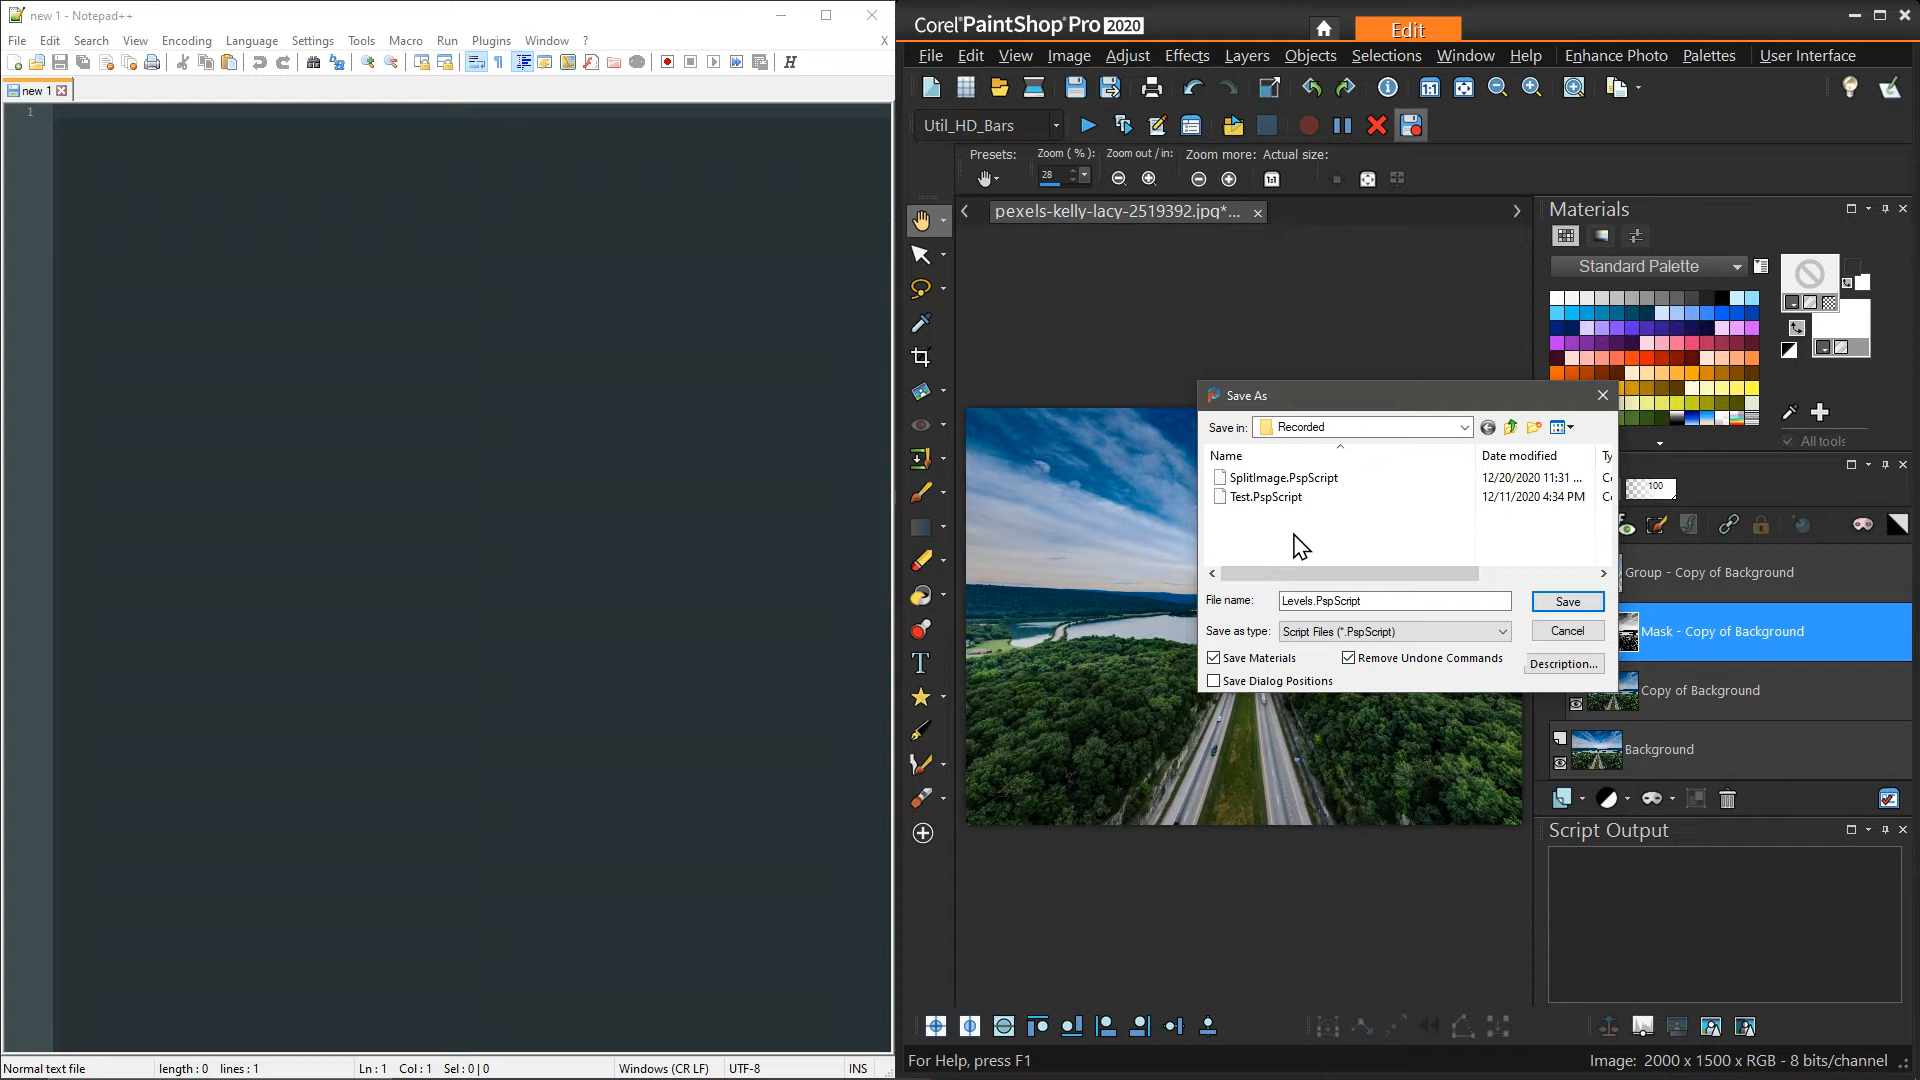 new 1 - Notepad++
File Edit Search View Encoding Language Settings Tools Macro Run Plugins Window ? X
new 1
1
Normal text file length : 0 lines : 1 Ln : 1 Col : 1 Sel : 0 | 0 Windows (CR LF) UTF-8 INS
Corel PaintShop Pro 2020
Edit
File Edit View Image Adjust Effects Layers Objects Selections Window Help Enhance Photo Palettes User Interface
Util_HD_Bars
Presets: Zoom ( % ): Zoom out / in: Zoom more: Actual size:
28
pexels-kelly-lacy-2519392.jpg*...
Materials
Standard Palette
All tools
Save As
Save in: Recorded
Name Date modified Ty
SplitImage.PspScript 12/20/2020 11:31 ... Co
Test.PspScript 12/11/2020 4:34 PM Co
File name: Levels.PspScript Save
Save as type: Script Files (*.PspScript) Cancel
Save Materials Remove Undone Commands Description...
Save Dialog Positions
100
Group - Copy of Background
Mask - Copy of Background
Copy of Background
Background
Script Output
For Help, press F1
Image: 2000 x 1500 x RGB - 8 bits/channel